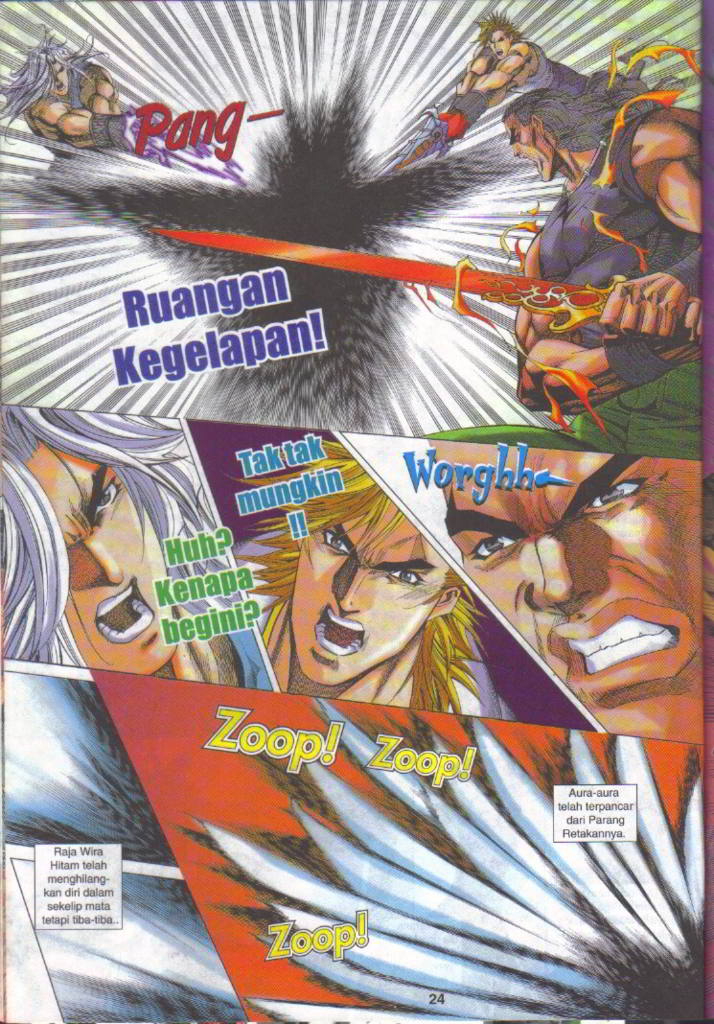 Pang-
Ruangan
Kegelapan!
Huh?
Kenapa
begini?
Tak tak
mungkin
!!
Worghh-
Zoop! Zoop!
Aura-aura
telah terpancar
dari Parang
Retakannya.
Raja Wira
Hitam telah
menghilang-
kan diri dalam
sekelip mata
tetapi tiba-tiba..
Zoop!
24